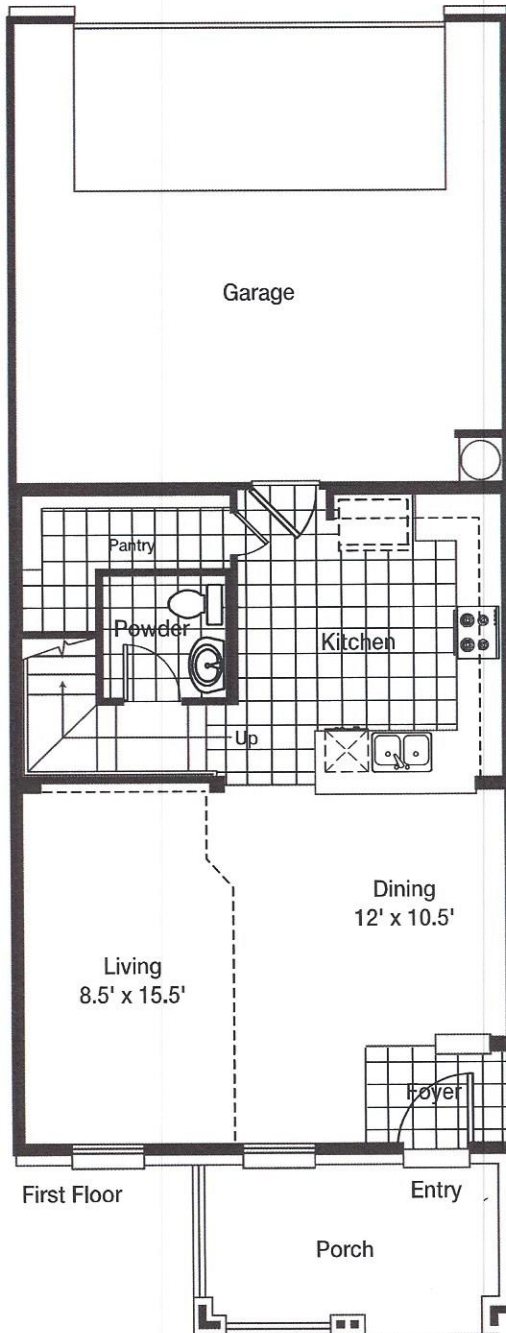 Garage
Pantry
Powder
Kitchen
Up
Dining
12' x 10.5'
Living
8.5' x 15.5'
Foyer
First Floor
Entry
Porch